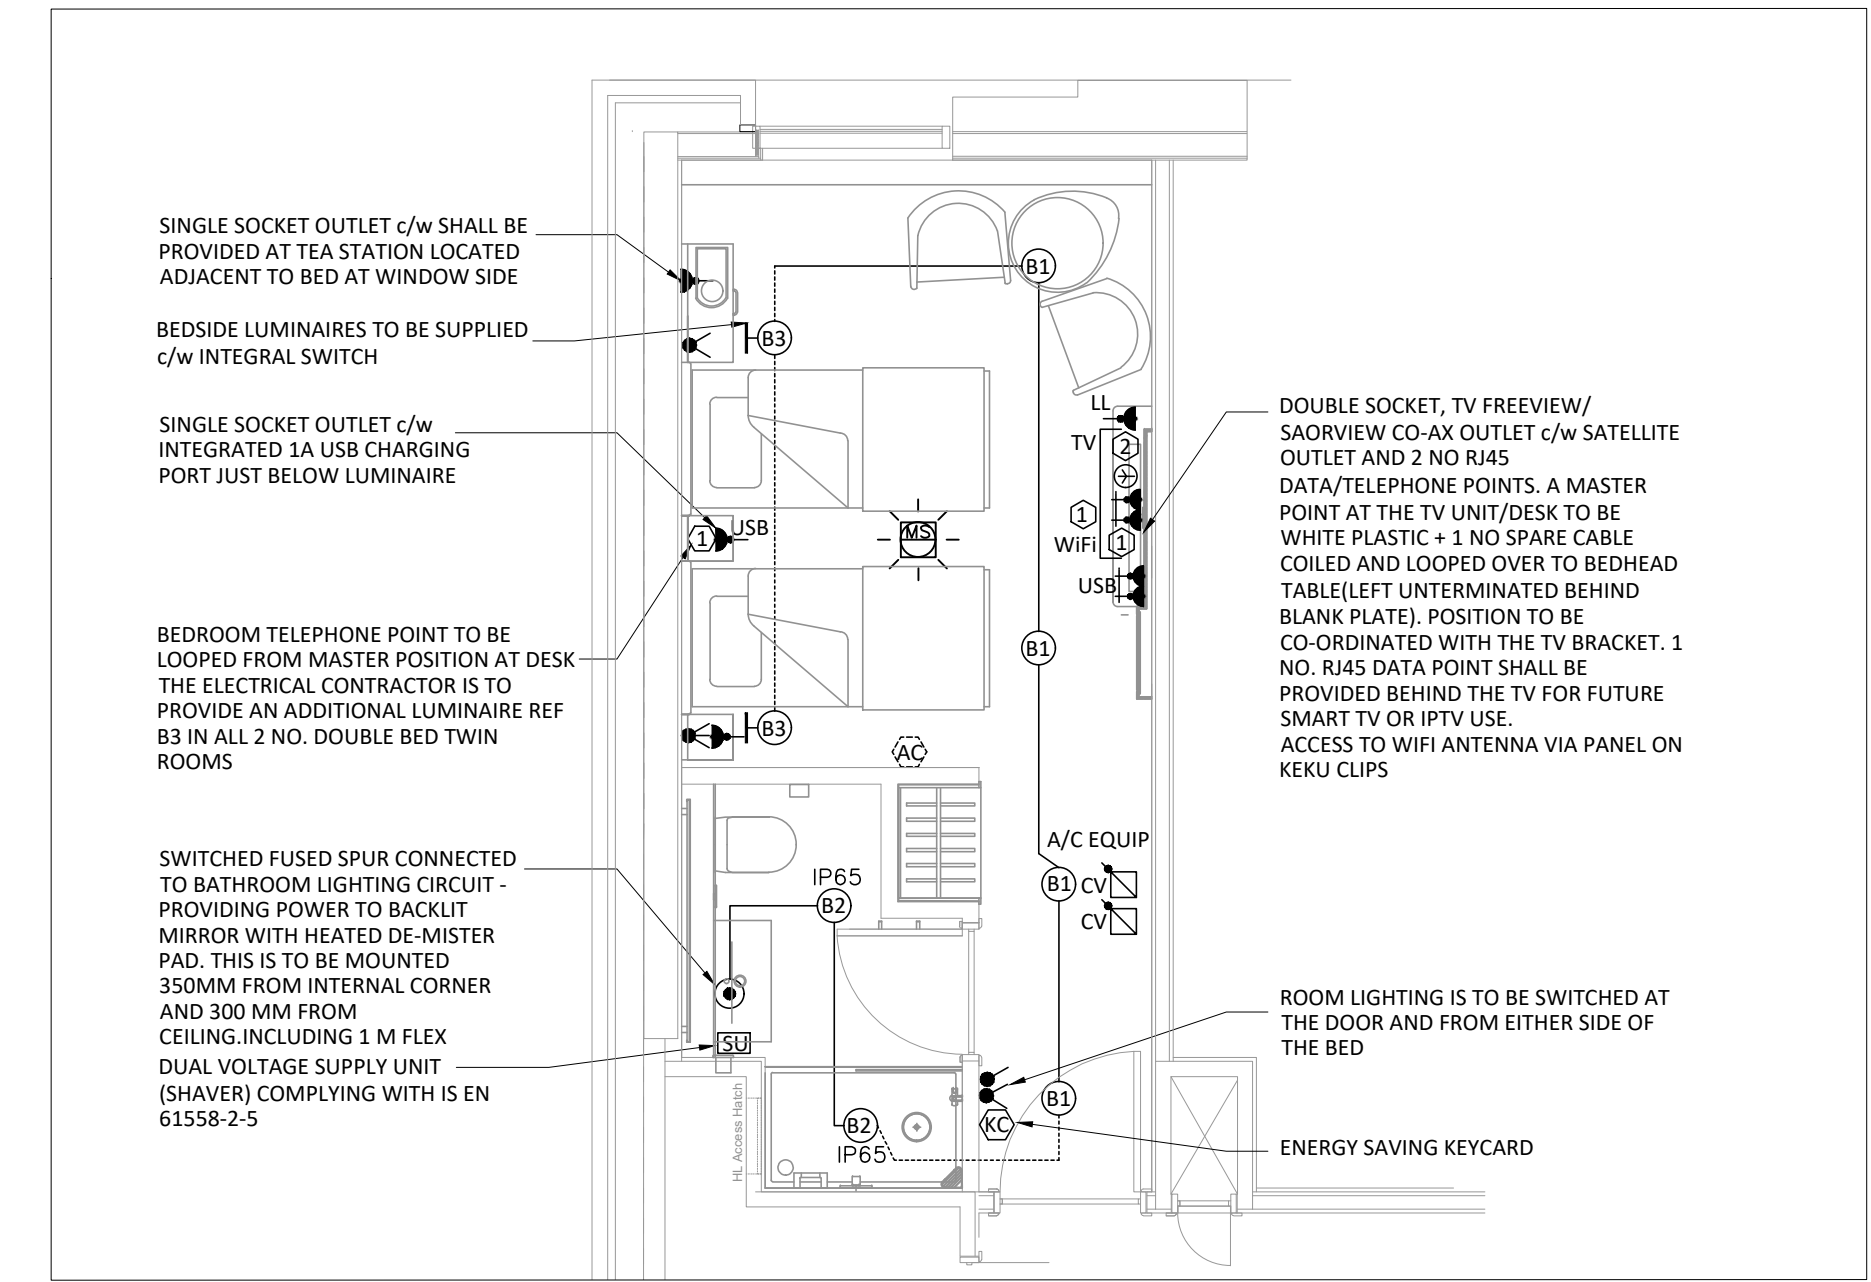 SINGLE SOCKET OUTLET c/w SHALL BE
PROVIDED AT TEA STATION LOCATED
ADJACENT TO BED AT WINDOW SIDE
BEDSIDE LUMINAIRES TO BE SUPPLIED
c/w INTEGRAL SWITCH
SINGLE SOCKET OUTLET c/w
INTEGRATED 1A USB CHARGING
PORT JUST BELOW LUMINAIRE
BEDROOM TELEPHONE POINT TO BE
LOOPED FROM MASTER POSITION AT DESK
THE ELECTRICAL CONTRACTOR IS TO
PROVIDE AN ADDITIONAL LUMINAIRE REF
B3 IN ALL 2 NO. DOUBLE BED TWIN
ROOMS
SWITCHED FUSED SPUR CONNECTED
TO BATHROOM LIGHTING CIRCUIT -
PROVIDING POWER TO BACKLIT
MIRROR WITH HEATED DE-MISTER
PAD. THIS IS TO BE MOUNTED
350MM FROM INTERNAL CORNER
AND 300 MM FROM
CEILING.INCLUDING 1 M FLEX
DUAL VOLTAGE SUPPLY UNIT
(SHAVER) COMPLYING WITH IS EN
61558-2-5
B1
B3
LL
TV
2
1
USB
MS
1
WiFi
1
USB
B1
B3
AC
A/C EQUIP
IP65
B2
B1
CV
CV
SU
HL Access Hatch
B1
B2
KC
IP65
DOUBLE SOCKET, TV FREEVIEW/
SAORVIEW CO-AX OUTLET c/w SATELLITE
OUTLET AND 2 NO RJ45
DATA/TELEPHONE POINTS. A MASTER
POINT AT THE TV UNIT/DESK TO BE
WHITE PLASTIC + 1 NO SPARE CABLE
COILED AND LOOPED OVER TO BEDHEAD
TABLE(LEFT UNTERMINATED BEHIND
BLANK PLATE). POSITION TO BE
CO-ORDINATED WITH THE TV BRACKET. 1
NO. RJ45 DATA POINT SHALL BE
PROVIDED BEHIND THE TV FOR FUTURE
SMART TV OR IPTV USE.
ACCESS TO WIFI ANTENNA VIA PANEL ON
KEKU CLIPS
ROOM LIGHTING IS TO BE SWITCHED AT
THE DOOR AND FROM EITHER SIDE OF
THE BED
ENERGY SAVING KEYCARD